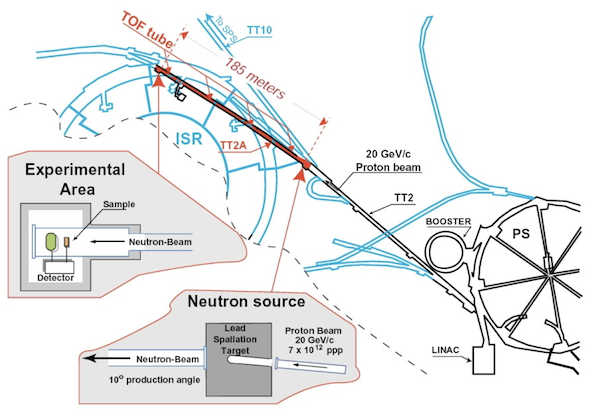 To SPS
TT10
TOF tube
185 meters
ISR
TT2A
20 GeV/c
Proton beam
TT2
BOOSTER
PS
LINAC
Experimental
Area
Sample
Neutron-Beam
Detector
Neutron source
Lead
Spallation
Target
Proton Beam
20 GeV/c
7 x 10¹² ppp
Neutron-Beam
10° production angle